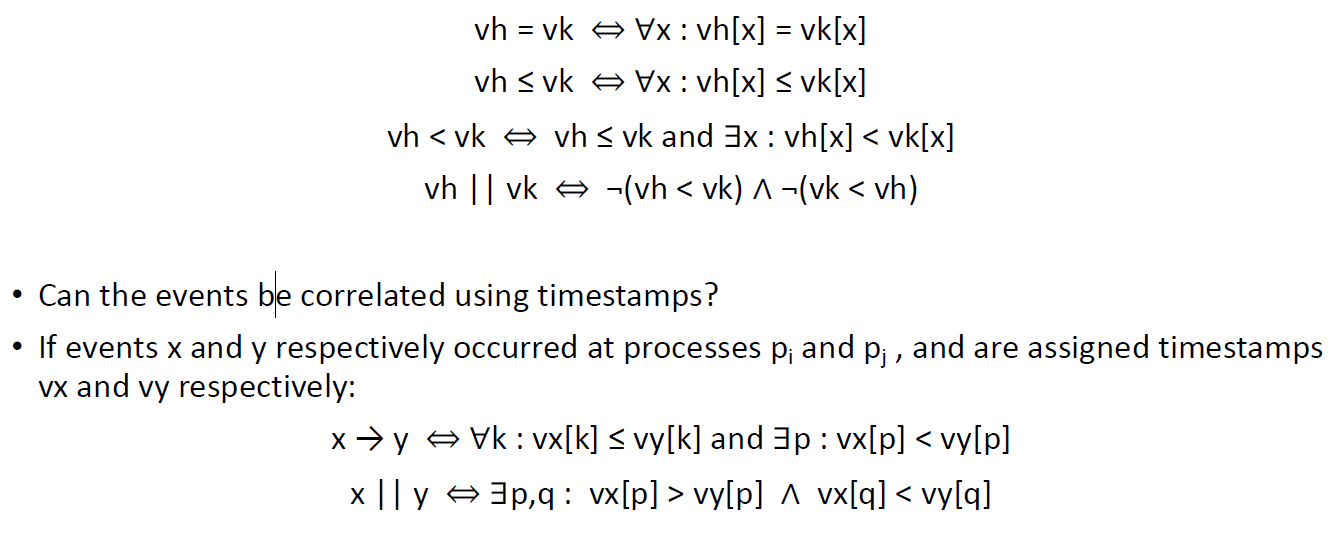 vh = vk ⇔ ∀x : vh[x] = vk[x]
vh ≤ vk ⇔ ∀x : vh[x] ≤ vk[x]
vh < vk ⇔ vh ≤ vk and ∃x : vh[x] < vk[x]
vh || vk ⇔ ¬(vh < vk) ∧ ¬(vk < vh)
• Can the events be correlated using timestamps?
• If events x and y respectively occurred at processes pᵢ and pⱼ , and are assigned timestamps
vx and vy respectively:
x → y ⇔ ∀k : vx[k] ≤ vy[k] and ∃p : vx[p] < vy[p]
x || y ⇔ ∃p,q : vx[p] > vy[p] ∧ vx[q] < vy[q]